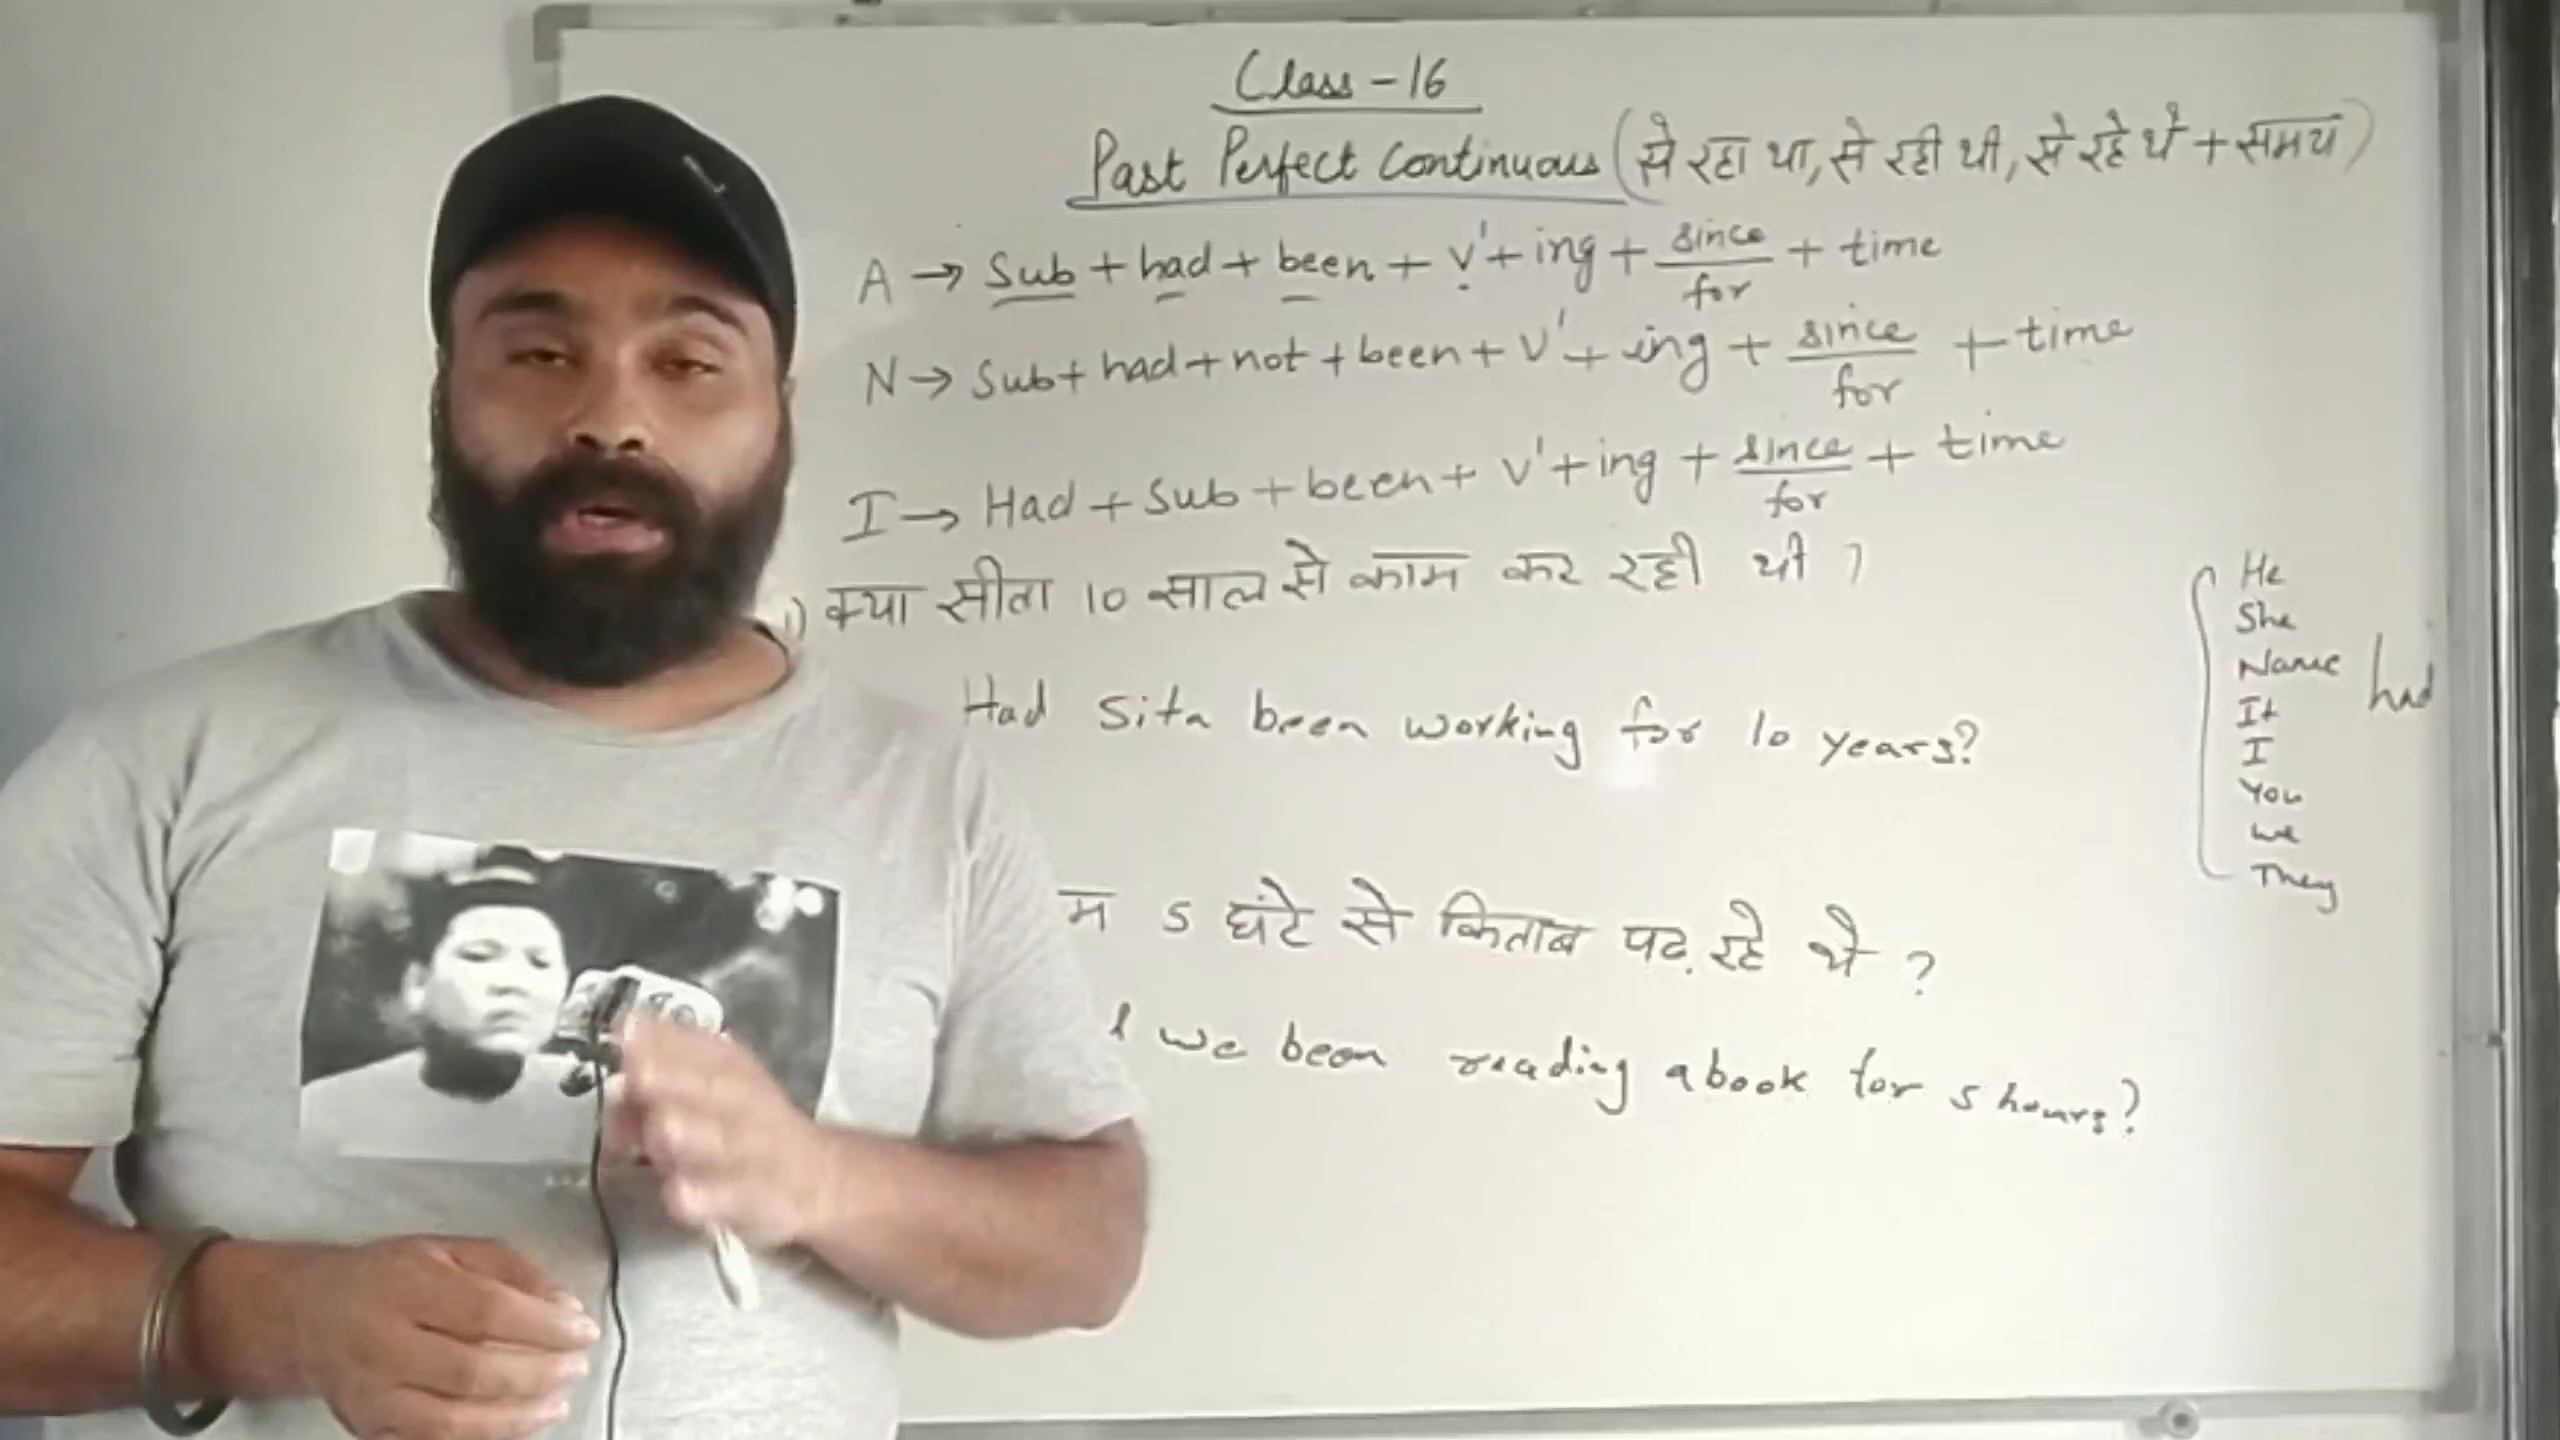 Class - 16
Past Perfect Continuous (से रहा था, से रही थी, से रहे थे + समय)
A → Sub + had + been + V' + ing + since/for + time
N → Sub + had + not + been + V' + ing + since/for + time
I → Had + Sub + been + V' + ing + since/for + time
1) क्या सीता 10 साल से काम कर रही थी ?
Had Sita been working for 10 years?
म 5 घंटे से किताब पढ़ रहे थे ?
we been reading a book for 5 hours?
He
She
Name
It
I
You
we
They
had